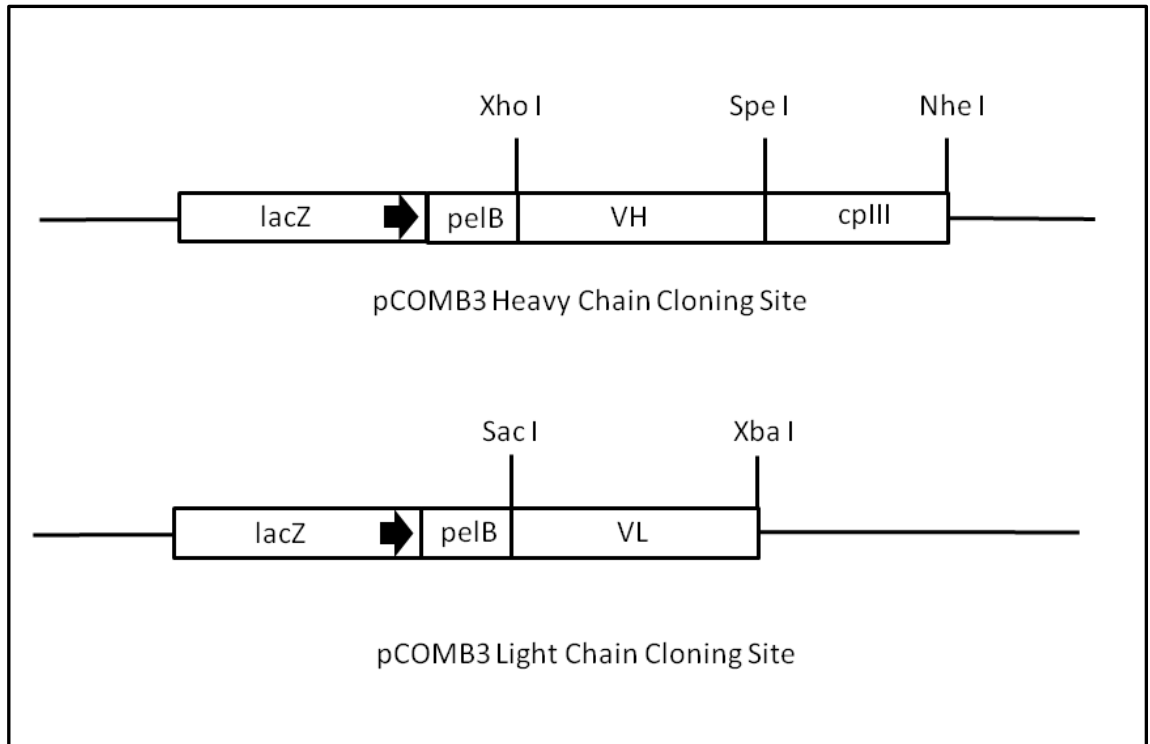 Xho I Spe I Nhe I
lacZ pelB VH cpIII
pCOMB3 Heavy Chain Cloning Site
Sac I Xba I
lacZ pelB VL
pCOMB3 Light Chain Cloning Site